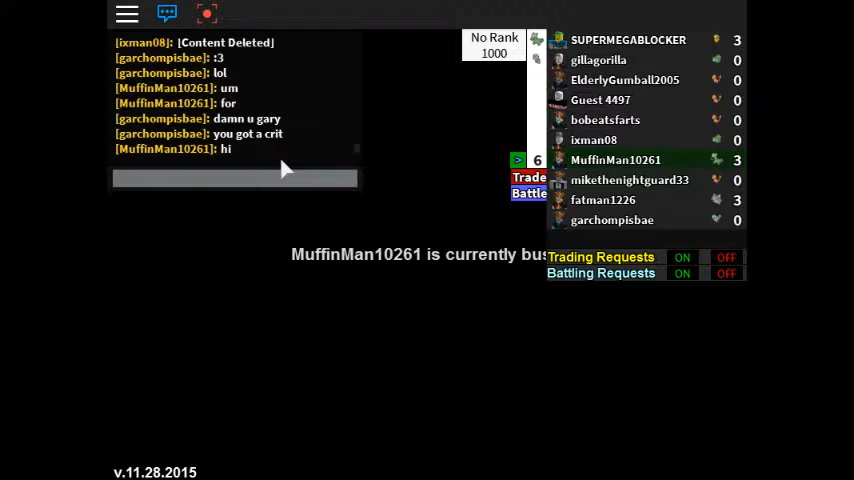 [ixman08]: [Content Deleted]
[garchompisbae]: :3
[garchompisbae]: lol
[MuffinMan10261]: um
[MuffinMan10261]: for
[garchompisbae]: damn u gary
[garchompisbae]: you got a crit
[MuffinMan10261]: hi
No Rank
1000
> 6
Trade
Battle
SUPERMEGABLOCKER 3
gillagorilla 0
ElderlyGumball2005 0
Guest 4497 0
bobeatsfarts 0
ixman08 0
MuffinMan10261 3
mikethenightguard33 0
fatman1226 3
garchompisbae 0
MuffinMan10261 is currently bus
Trading Requests ON OFF
Battling Requests ON OFF
v.11.28.2015